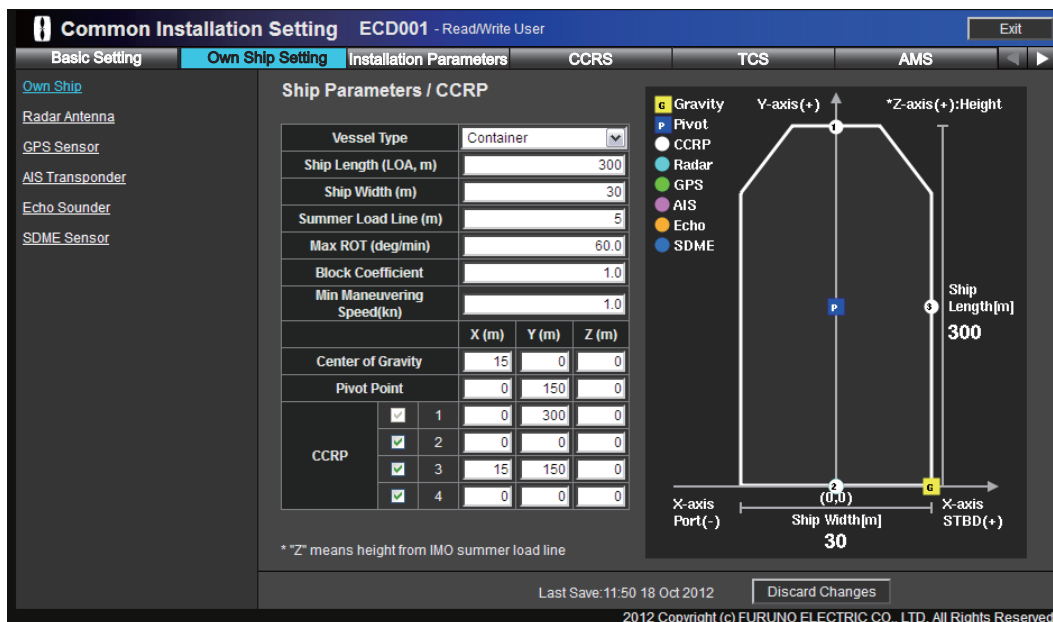 Common Installation Setting ECD001 - Read/Write User Exit
Basic Setting Own Ship Setting Installation Parameters CCRS TCS AMS
Own Ship
Radar Antenna
GPS Sensor
AIS Transponder
Echo Sounder
SDME Sensor
Ship Parameters / CCRP
Vessel Type Container
Ship Length (LOA, m) 300
Ship Width (m) 30
Summer Load Line (m) 5
Max ROT (deg/min) 60.0
Block Coefficient 1.0
Min Maneuvering
Speed(kn) 1.0
X (m) Y (m) Z (m)
Center of Gravity 15 0 0
Pivot Point 0 150 0
CCRP
1 0 300 0
2 0 0 0
3 15 150 0
4 0 0 0
* "Z" means height from IMO summer load line
G Gravity
P Pivot
CCRP
Radar
GPS
AIS
Echo
SDME
Y-axis(+)
*Z-axis(+):Height
1
P
3
Ship
Length[m]
300
2
G
(0,0)
X-axis
Port(-)
Ship Width[m]
30
X-axis
STBD(+)
Last Save:11:50 18 Oct 2012 Discard Changes
2012 Copyright (c) FURUNO ELECTRIC CO., LTD. All Rights Reserved